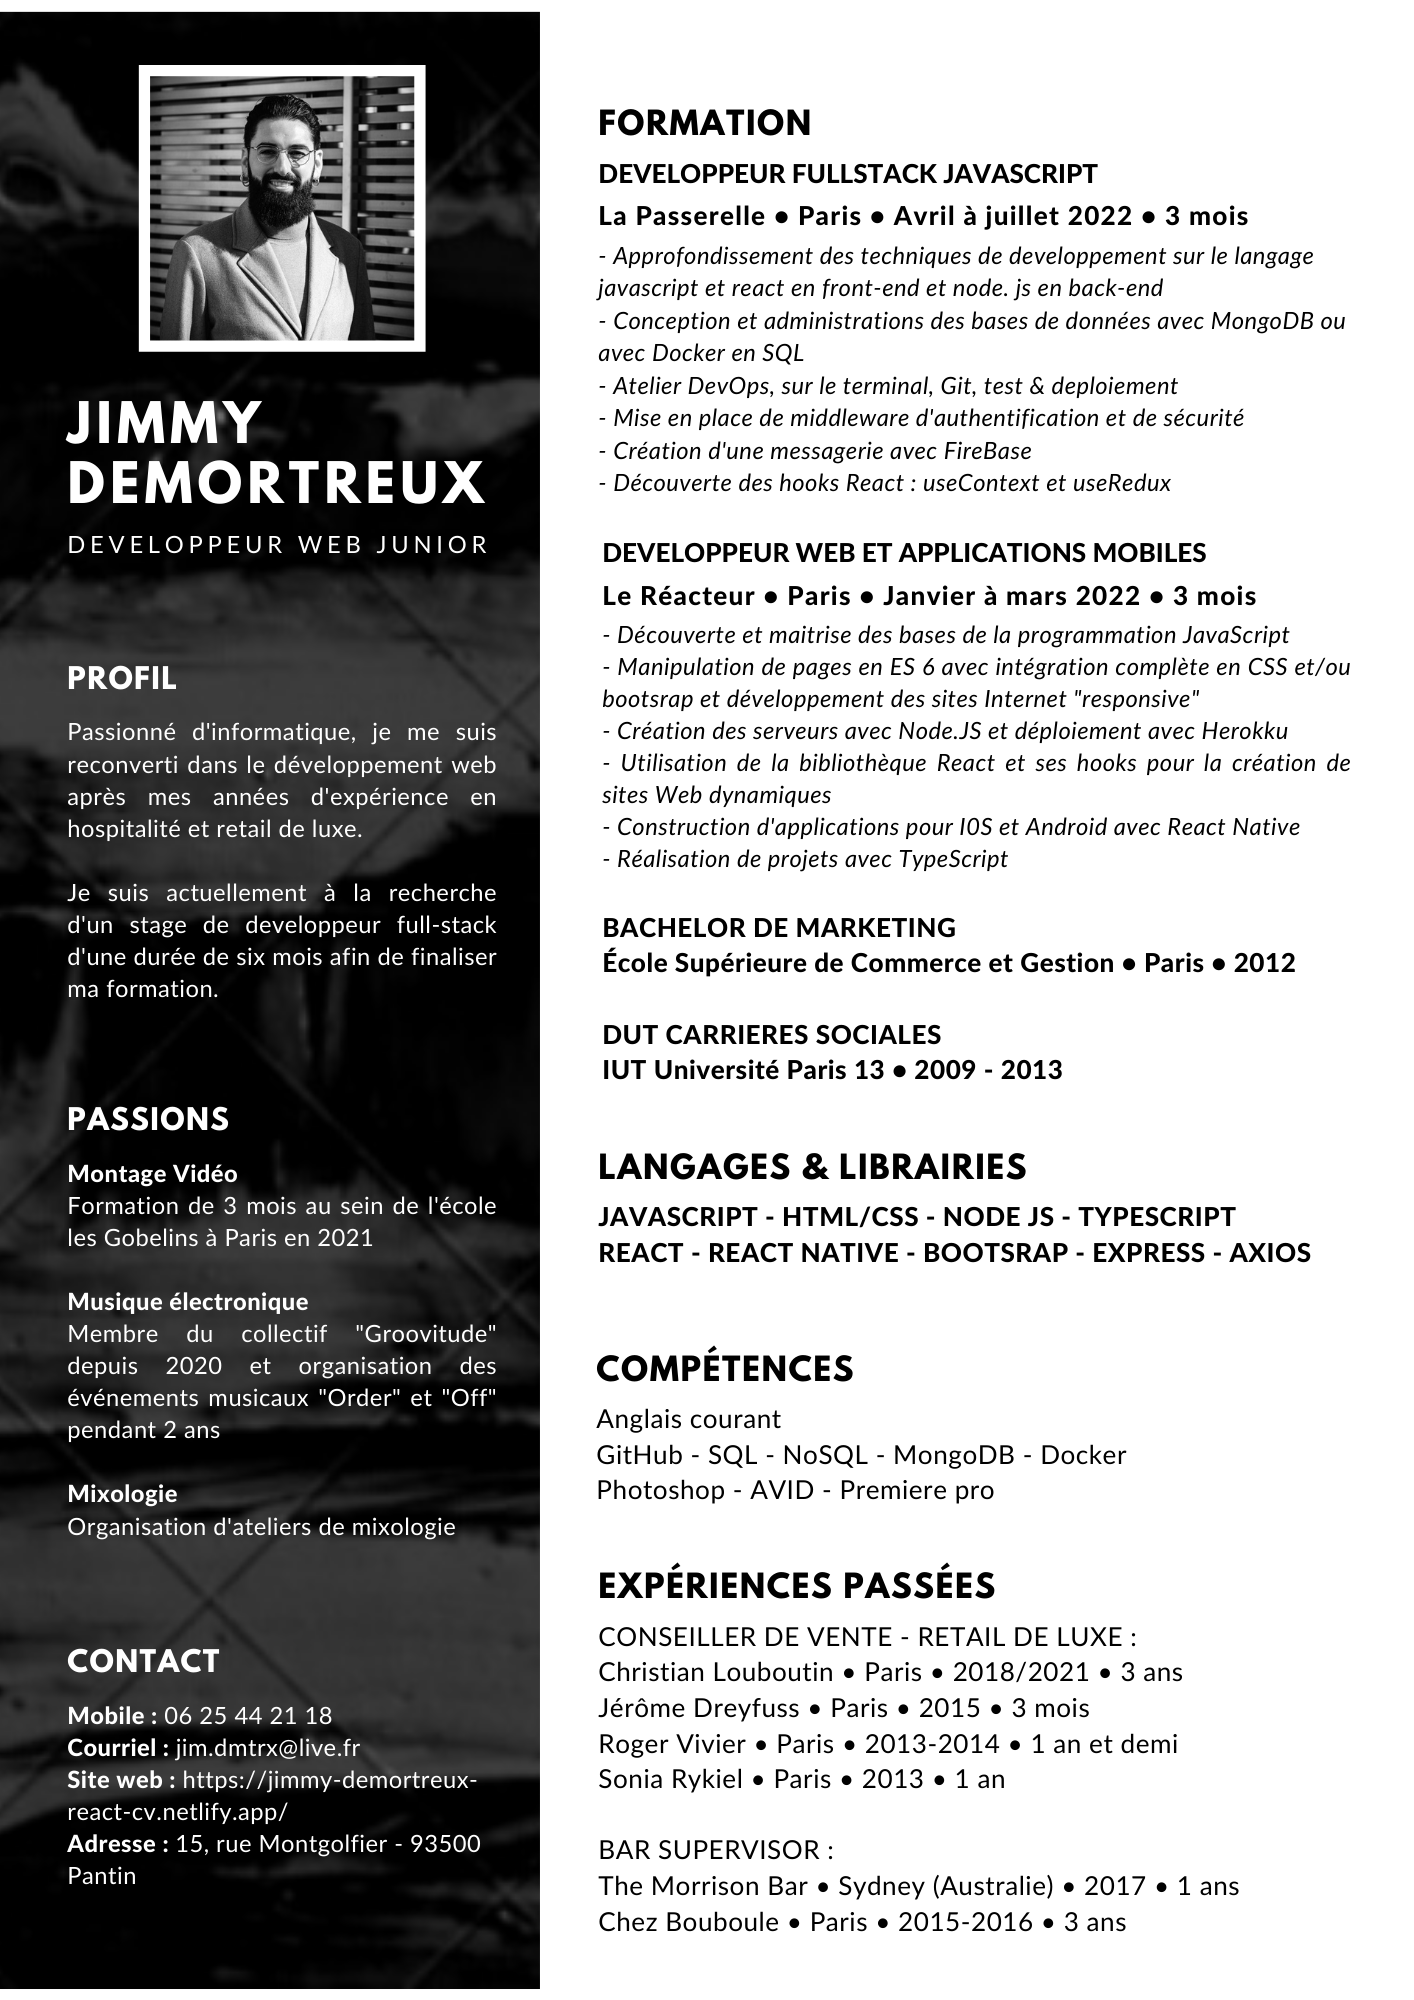 JIMMY
DEMORTREUX
DEVELOPPEUR WEB JUNIOR
PROFIL
Passionné d'informatique, je me suis
reconverti dans le développement web
après mes années d'expérience en
hospitalité et retail de luxe.
Je suis actuellement à la recherche
d'un stage de developpeur full-stack
d'une durée de six mois afin de finaliser
ma formation.
PASSIONS
Montage Vidéo
Formation de 3 mois au sein de l'école
les Gobelins à Paris en 2021
Musique électronique
Membre du collectif "Groovitude"
depuis 2020 et organisation des
événements musicaux "Order" et "Off"
pendant 2 ans
Mixologie
Organisation d'ateliers de mixologie
CONTACT
Mobile : 06 25 44 21 18
Courriel : jim.dmtrx@live.fr
Site web : https://jimmy-demortreux-
react-cv.netlify.app/
Adresse : 15, rue Montgolfier - 93500
Pantin
FORMATION
DEVELOPPEUR FULLSTACK JAVASCRIPT
La Passerelle ● Paris ● Avril à juillet 2022 ● 3 mois
- Approfondissement des techniques de developpement sur le langage
javascript et react en front-end et node. js en back-end
- Conception et administrations des bases de données avec MongoDB ou
avec Docker en SQL
- Atelier DevOps, sur le terminal, Git, test & deploiement
- Mise en place de middleware d'authentification et de sécurité
- Création d'une messagerie avec FireBase
- Découverte des hooks React : useContext et useRedux
DEVELOPPEUR WEB ET APPLICATIONS MOBILES
Le Réacteur ● Paris ● Janvier à mars 2022 ● 3 mois
- Découverte et maitrise des bases de la programmation JavaScript
- Manipulation de pages en ES 6 avec intégration complète en CSS et/ou
bootsrap et développement des sites Internet "responsive"
- Création des serveurs avec Node.JS et déploiement avec Herokku
- Utilisation de la bibliothèque React et ses hooks pour la création de
sites Web dynamiques
- Construction d'applications pour I0S et Android avec React Native
- Réalisation de projets avec TypeScript
BACHELOR DE MARKETING
École Supérieure de Commerce et Gestion ● Paris ● 2012
DUT CARRIERES SOCIALES
IUT Université Paris 13 ● 2009 - 2013
LANGAGES & LIBRAIRIES
JAVASCRIPT - HTML/CSS - NODE JS - TYPESCRIPT
REACT - REACT NATIVE - BOOTSRAP - EXPRESS - AXIOS
COMPÉTENCES
Anglais courant
GitHub - SQL - NoSQL - MongoDB - Docker
Photoshop - AVID - Premiere pro
EXPÉRIENCES PASSÉES
CONSEILLER DE VENTE - RETAIL DE LUXE :
Christian Louboutin ● Paris ● 2018/2021 ● 3 ans
Jérôme Dreyfuss ● Paris ● 2015 ● 3 mois
Roger Vivier ● Paris ● 2013-2014 ● 1 an et demi
Sonia Rykiel ● Paris ● 2013 ● 1 an
BAR SUPERVISOR :
The Morrison Bar ● Sydney (Australie) ● 2017 ● 1 ans
Chez Bouboule ● Paris ● 2015-2016 ● 3 ans